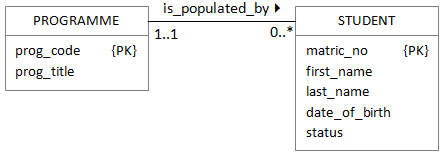 PROGRAMME
is_populated_by
STUDENT
1..1
0..*
prog_code {PK}
prog_title
matric_no {PK}
first_name
last_name
date_of_birth
status